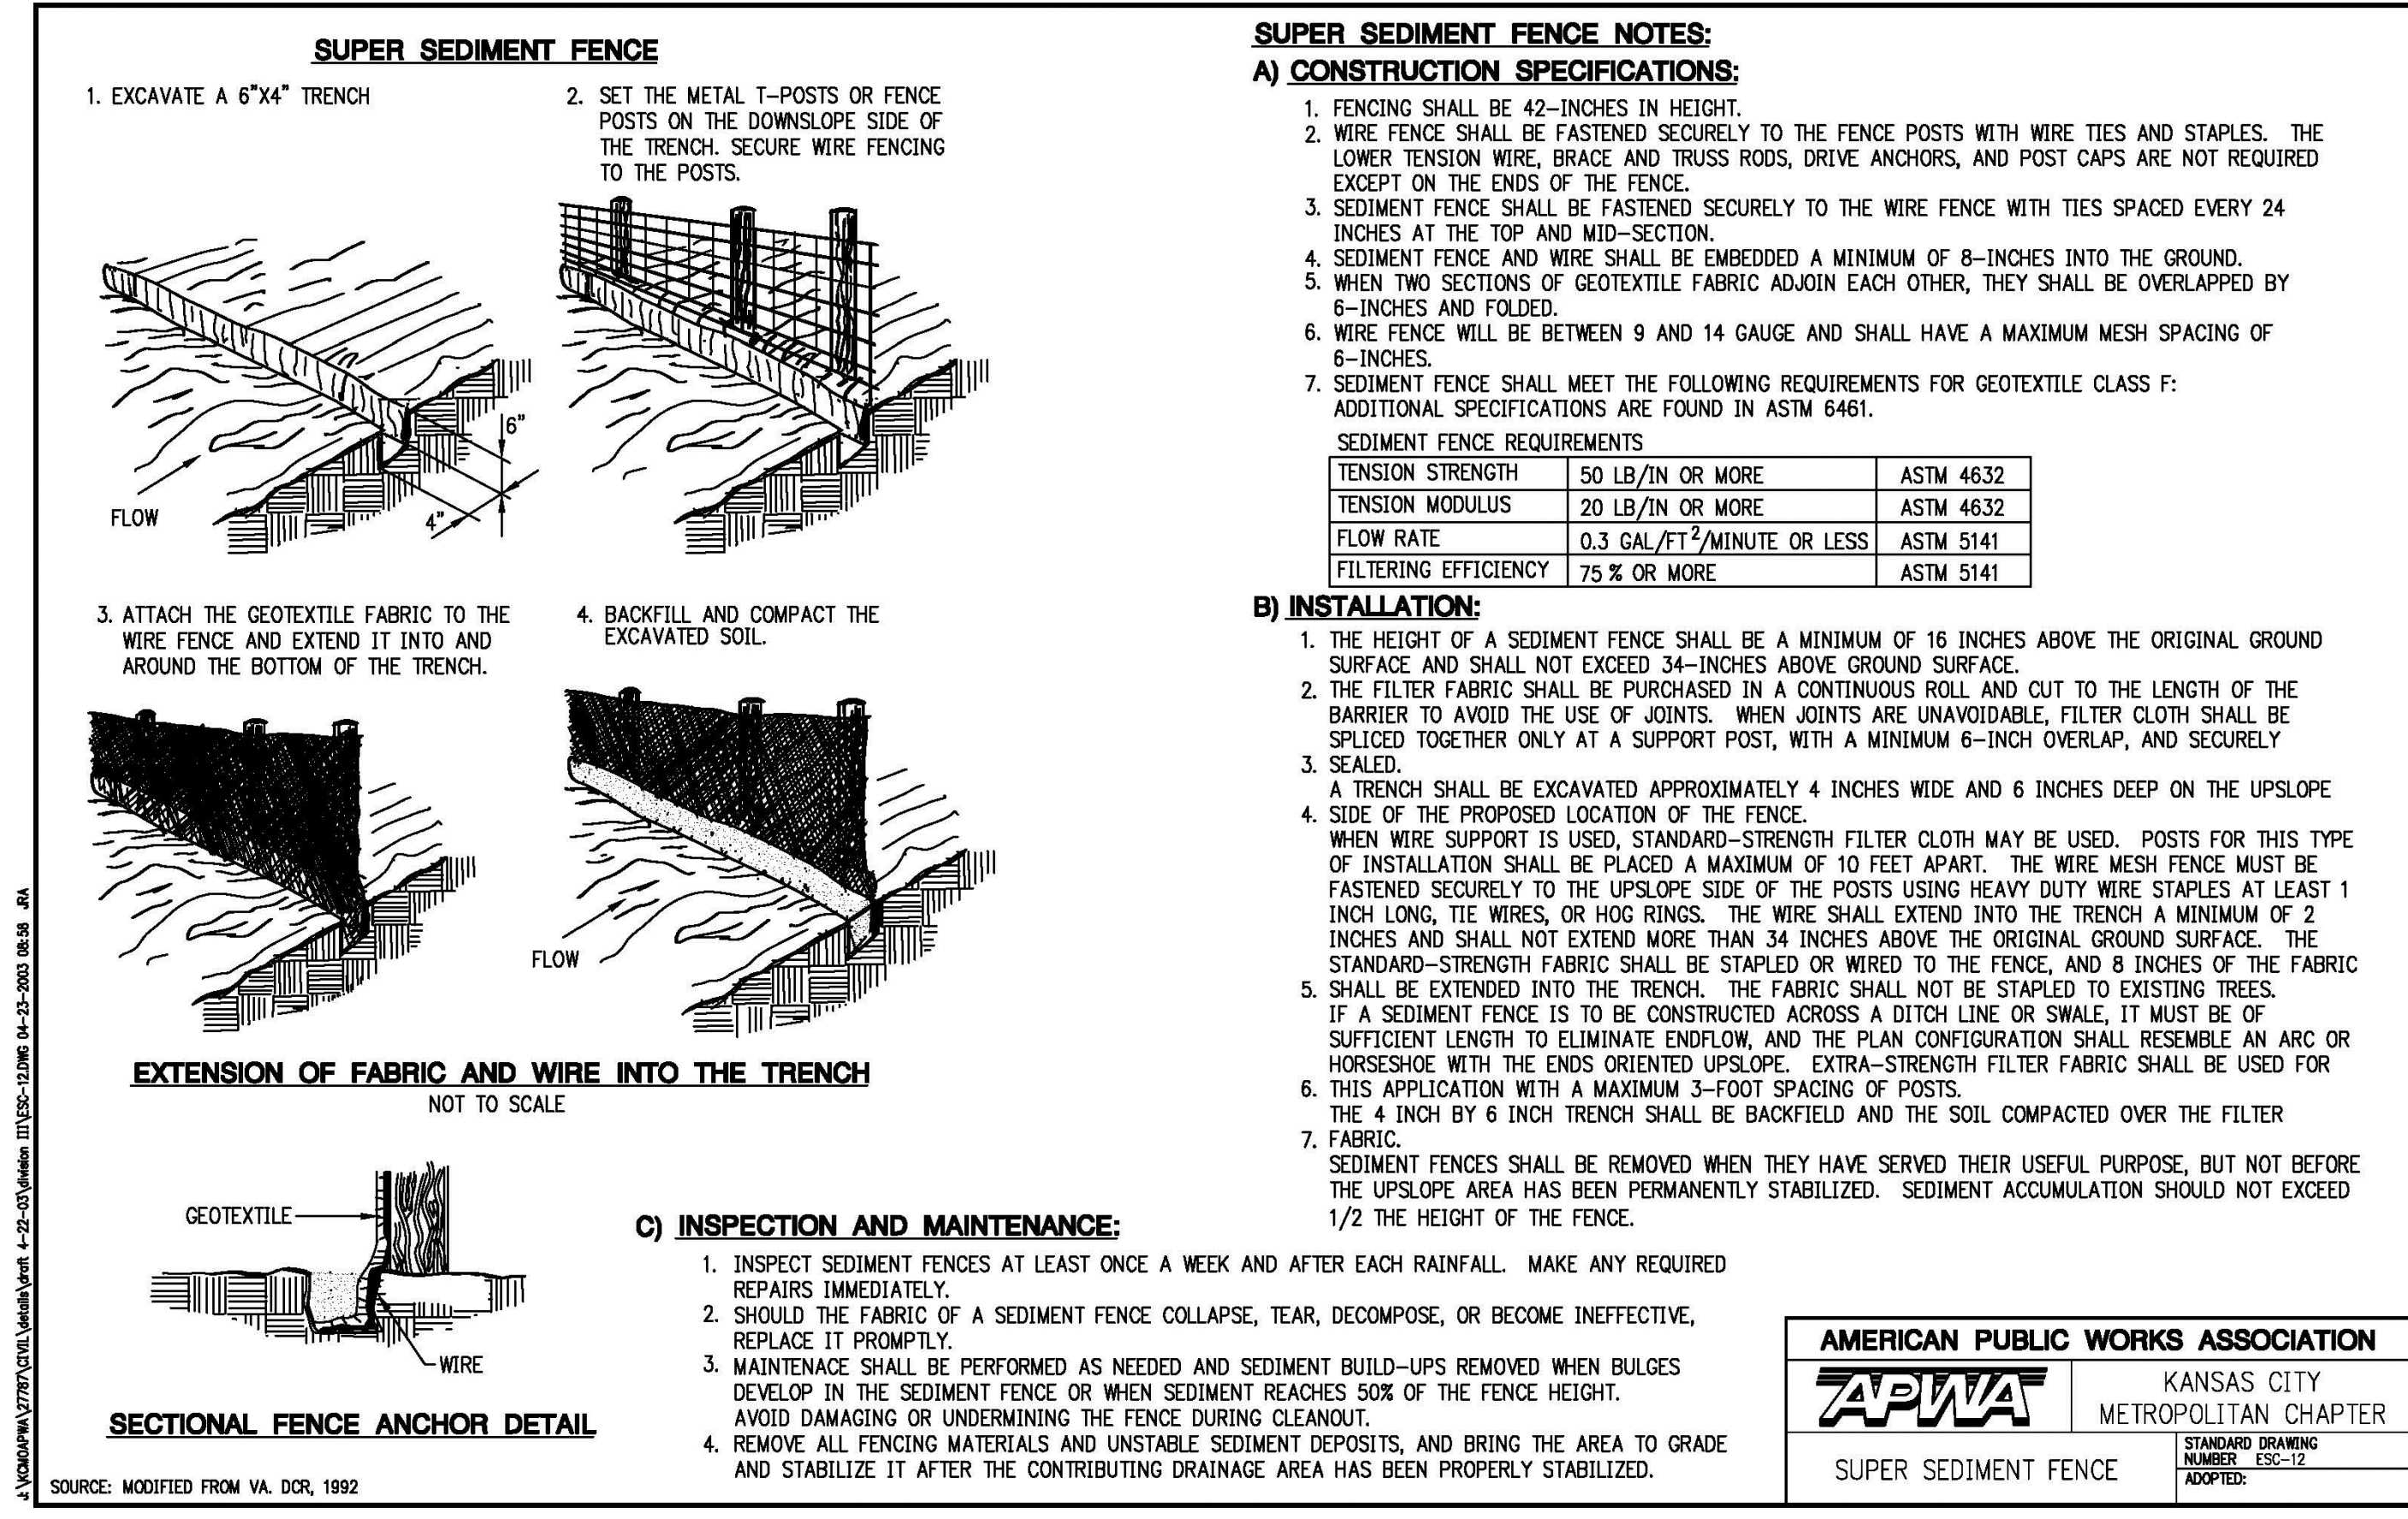 SUPER SEDIMENT FENCE
1. EXCAVATE A 6"X4" TRENCH
6"
4"
FLOW
2. SET THE METAL T-POSTS OR FENCE
POSTS ON THE DOWNSLOPE SIDE OF
THE TRENCH. SECURE WIRE FENCING
TO THE POSTS.
3. ATTACH THE GEOTEXTILE FABRIC TO THE
WIRE FENCE AND EXTEND IT INTO AND
AROUND THE BOTTOM OF THE TRENCH.
4. BACKFILL AND COMPACT THE
EXCAVATED SOIL.
FLOW
EXTENSION OF FABRIC AND WIRE INTO THE TRENCH
NOT TO SCALE
GEOTEXTILE
WIRE
SECTIONAL FENCE ANCHOR DETAIL
SOURCE: MODIFIED FROM VA. DCR, 1992
J:\KCMOAPWA\27787\CIVIL\details\draft 4-22-03\division III\ESC-12.DWG 04-23-2003 08:58 JRA
SUPER SEDIMENT FENCE NOTES:
A) CONSTRUCTION SPECIFICATIONS:
1. FENCING SHALL BE 42-INCHES IN HEIGHT.
2. WIRE FENCE SHALL BE FASTENED SECURELY TO THE FENCE POSTS WITH WIRE TIES AND STAPLES. THE
LOWER TENSION WIRE, BRACE AND TRUSS RODS, DRIVE ANCHORS, AND POST CAPS ARE NOT REQUIRED
EXCEPT ON THE ENDS OF THE FENCE.
3. SEDIMENT FENCE SHALL BE FASTENED SECURELY TO THE WIRE FENCE WITH TIES SPACED EVERY 24
INCHES AT THE TOP AND MID-SECTION.
4. SEDIMENT FENCE AND WIRE SHALL BE EMBEDDED A MINIMUM OF 8-INCHES INTO THE GROUND.
5. WHEN TWO SECTIONS OF GEOTEXTILE FABRIC ADJOIN EACH OTHER, THEY SHALL BE OVERLAPPED BY
6-INCHES AND FOLDED.
6. WIRE FENCE WILL BE BETWEEN 9 AND 14 GAUGE AND SHALL HAVE A MAXIMUM MESH SPACING OF
6-INCHES.
7. SEDIMENT FENCE SHALL MEET THE FOLLOWING REQUIREMENTS FOR GEOTEXTILE CLASS F:
ADDITIONAL SPECIFICATIONS ARE FOUND IN ASTM 6461.
SEDIMENT FENCE REQUIREMENTS
TENSION STRENGTH 50 LB/IN OR MORE ASTM 4632
TENSION MODULUS 20 LB/IN OR MORE ASTM 4632
FLOW RATE 0.3 GAL/FT²/MINUTE OR LESS ASTM 5141
FILTERING EFFICIENCY 75 % OR MORE ASTM 5141
B) INSTALLATION:
1. THE HEIGHT OF A SEDIMENT FENCE SHALL BE A MINIMUM OF 16 INCHES ABOVE THE ORIGINAL GROUND
SURFACE AND SHALL NOT EXCEED 34-INCHES ABOVE GROUND SURFACE.
2. THE FILTER FABRIC SHALL BE PURCHASED IN A CONTINUOUS ROLL AND CUT TO THE LENGTH OF THE
BARRIER TO AVOID THE USE OF JOINTS. WHEN JOINTS ARE UNAVOIDABLE, FILTER CLOTH SHALL BE
SPLICED TOGETHER ONLY AT A SUPPORT POST, WITH A MINIMUM 6-INCH OVERLAP, AND SECURELY
3. SEALED.
A TRENCH SHALL BE EXCAVATED APPROXIMATELY 4 INCHES WIDE AND 6 INCHES DEEP ON THE UPSLOPE
4. SIDE OF THE PROPOSED LOCATION OF THE FENCE.
WHEN WIRE SUPPORT IS USED, STANDARD-STRENGTH FILTER CLOTH MAY BE USED. POSTS FOR THIS TYPE
OF INSTALLATION SHALL BE PLACED A MAXIMUM OF 10 FEET APART. THE WIRE MESH FENCE MUST BE
FASTENED SECURELY TO THE UPSLOPE SIDE OF THE POSTS USING HEAVY DUTY WIRE STAPLES AT LEAST 1
INCH LONG, TIE WIRES, OR HOG RINGS. THE WIRE SHALL EXTEND INTO THE TRENCH A MINIMUM OF 2
INCHES AND SHALL NOT EXTEND MORE THAN 34 INCHES ABOVE THE ORIGINAL GROUND SURFACE. THE
STANDARD-STRENGTH FABRIC SHALL BE STAPLED OR WIRED TO THE FENCE, AND 8 INCHES OF THE FABRIC
5. SHALL BE EXTENDED INTO THE TRENCH. THE FABRIC SHALL NOT BE STAPLED TO EXISTING TREES.
IF A SEDIMENT FENCE IS TO BE CONSTRUCTED ACROSS A DITCH LINE OR SWALE, IT MUST BE OF
SUFFICIENT LENGTH TO ELIMINATE ENDFLOW, AND THE PLAN CONFIGURATION SHALL RESEMBLE AN ARC OR
HORSESHOE WITH THE ENDS ORIENTED UPSLOPE. EXTRA-STRENGTH FILTER FABRIC SHALL BE USED FOR
6. THIS APPLICATION WITH A MAXIMUM 3-FOOT SPACING OF POSTS.
THE 4 INCH BY 6 INCH TRENCH SHALL BE BACKFIELD AND THE SOIL COMPACTED OVER THE FILTER
7. FABRIC.
SEDIMENT FENCES SHALL BE REMOVED WHEN THEY HAVE SERVED THEIR USEFUL PURPOSE, BUT NOT BEFORE
THE UPSLOPE AREA HAS BEEN PERMANENTLY STABILIZED. SEDIMENT ACCUMULATION SHOULD NOT EXCEED
1/2 THE HEIGHT OF THE FENCE.
C) INSPECTION AND MAINTENANCE:
1. INSPECT SEDIMENT FENCES AT LEAST ONCE A WEEK AND AFTER EACH RAINFALL. MAKE ANY REQUIRED
REPAIRS IMMEDIATELY.
2. SHOULD THE FABRIC OF A SEDIMENT FENCE COLLAPSE, TEAR, DECOMPOSE, OR BECOME INEFFECTIVE,
REPLACE IT PROMPTLY.
3. MAINTENACE SHALL BE PERFORMED AS NEEDED AND SEDIMENT BUILD-UPS REMOVED WHEN BULGES
DEVELOP IN THE SEDIMENT FENCE OR WHEN SEDIMENT REACHES 50% OF THE FENCE HEIGHT.
AVOID DAMAGING OR UNDERMINING THE FENCE DURING CLEANOUT.
4. REMOVE ALL FENCING MATERIALS AND UNSTABLE SEDIMENT DEPOSITS, AND BRING THE AREA TO GRADE
AND STABILIZE IT AFTER THE CONTRIBUTING DRAINAGE AREA HAS BEEN PROPERLY STABILIZED.
AMERICAN PUBLIC WORKS ASSOCIATION
APWA
KANSAS CITY
METROPOLITAN CHAPTER
SUPER SEDIMENT FENCE
STANDARD DRAWING
NUMBER ESC-12
ADOPTED: